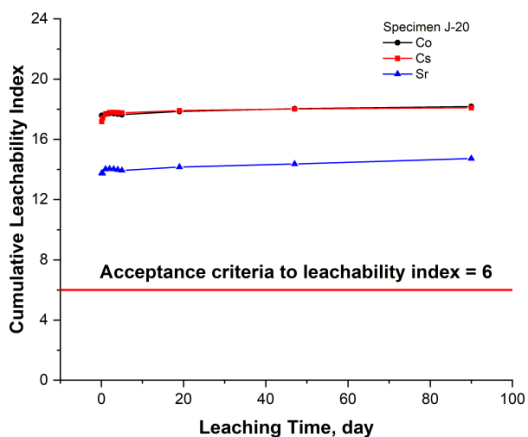 24
20
16
12
8
4
0
Cumulative Leachability Index
Specimen J-20
Co
Cs
Sr
Acceptance criteria to leachability index = 6
0 20 40 60 80 100
Leaching Time, day